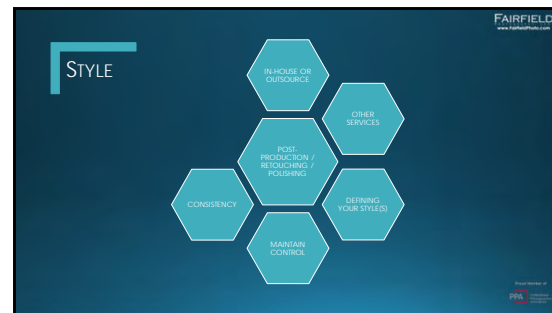 FAIRFIELD
www.FairfieldPhoto.com
STYLE
IN-HOUSE OR
OUTSOURCE
OTHER
SERVICES
POST-
PRODUCTION /
RETOUCHING /
POLISHING
CONSISTENCY
DEFINING
YOUR STYLE(S)
MAINTAIN
CONTROL
Proud Member of
PPA